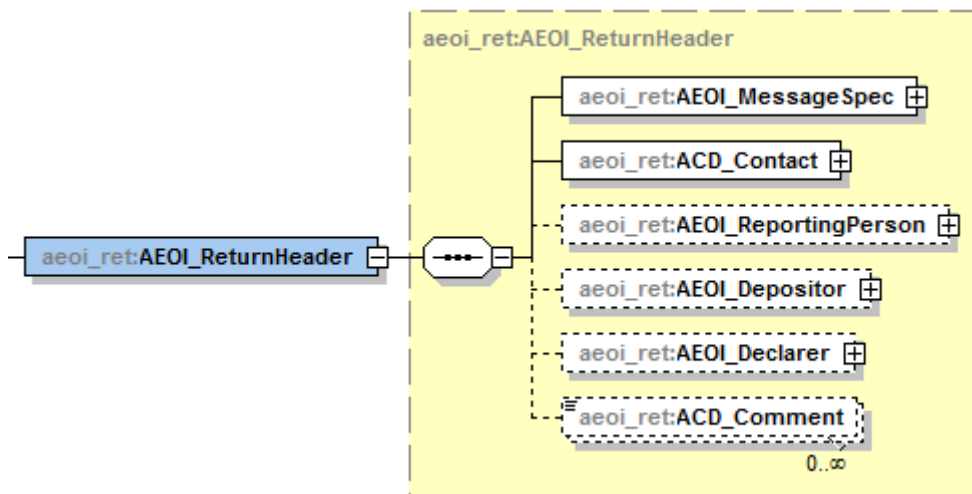 aeoi_ret:AEOI_ReturnHeader
aeoi_ret:AEOI_MessageSpec
aeoi_ret:ACD_Contact
aeoi_ret:AEOI_ReportingPerson
aeoi_ret:AEOI_ReturnHeader
aeoi_ret:AEOI_Depositor
aeoi_ret:AEOI_Declarer
aeoi_ret:ACD_Comment
0..∞